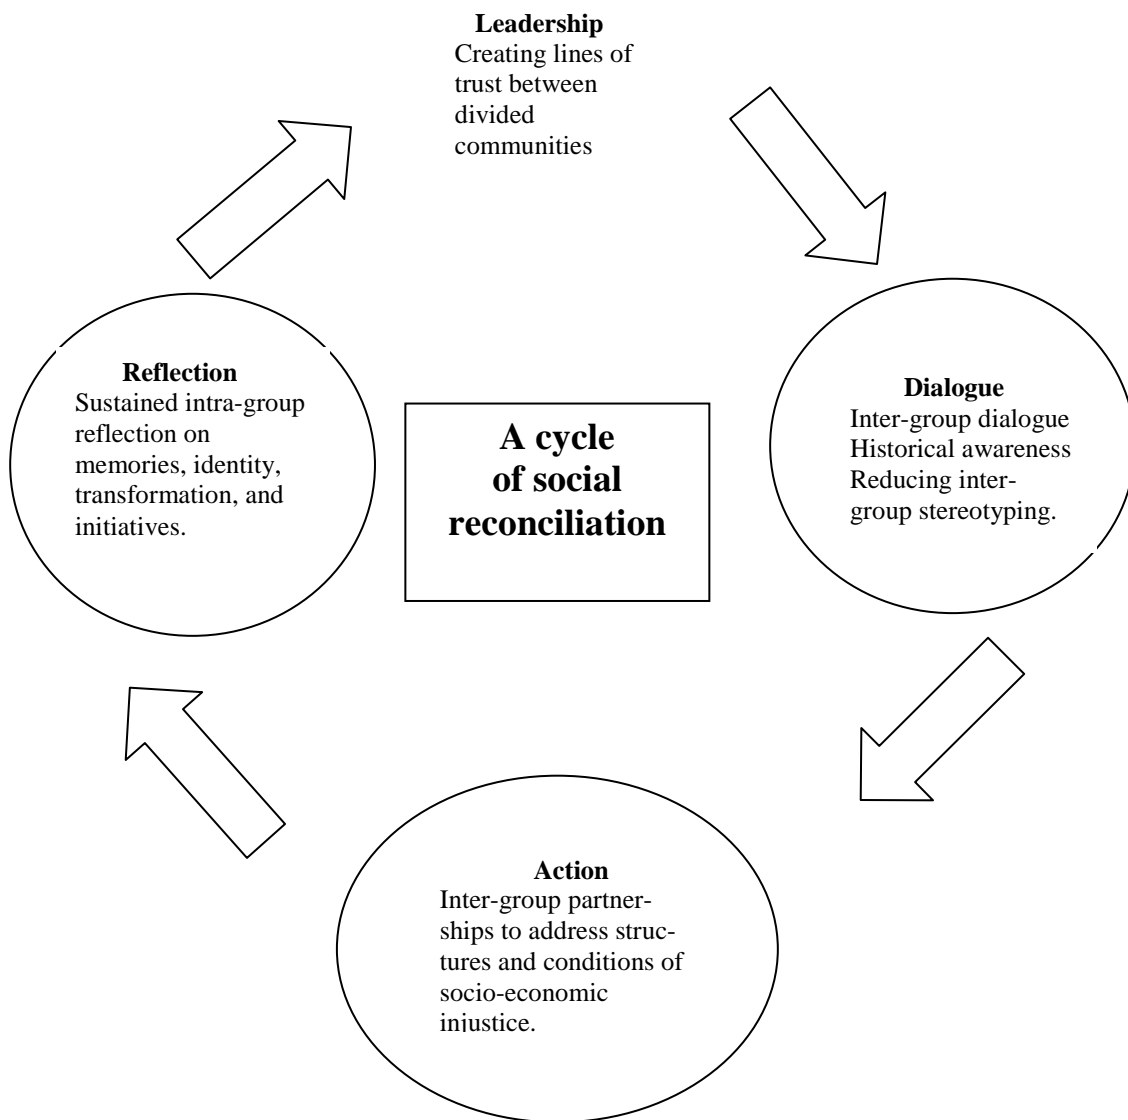 Leadership
Creating lines of
trust between
divided
communities
Reflection
Sustained intra-group
reflection on
memories, identity,
transformation, and
initiatives.
A cycle
of social
reconciliation
Dialogue
Inter-group dialogue
Historical awareness
Reducing inter-
group stereotyping.
Action
Inter-group partner-
ships to address struc-
tures and conditions of
socio-economic
injustice.